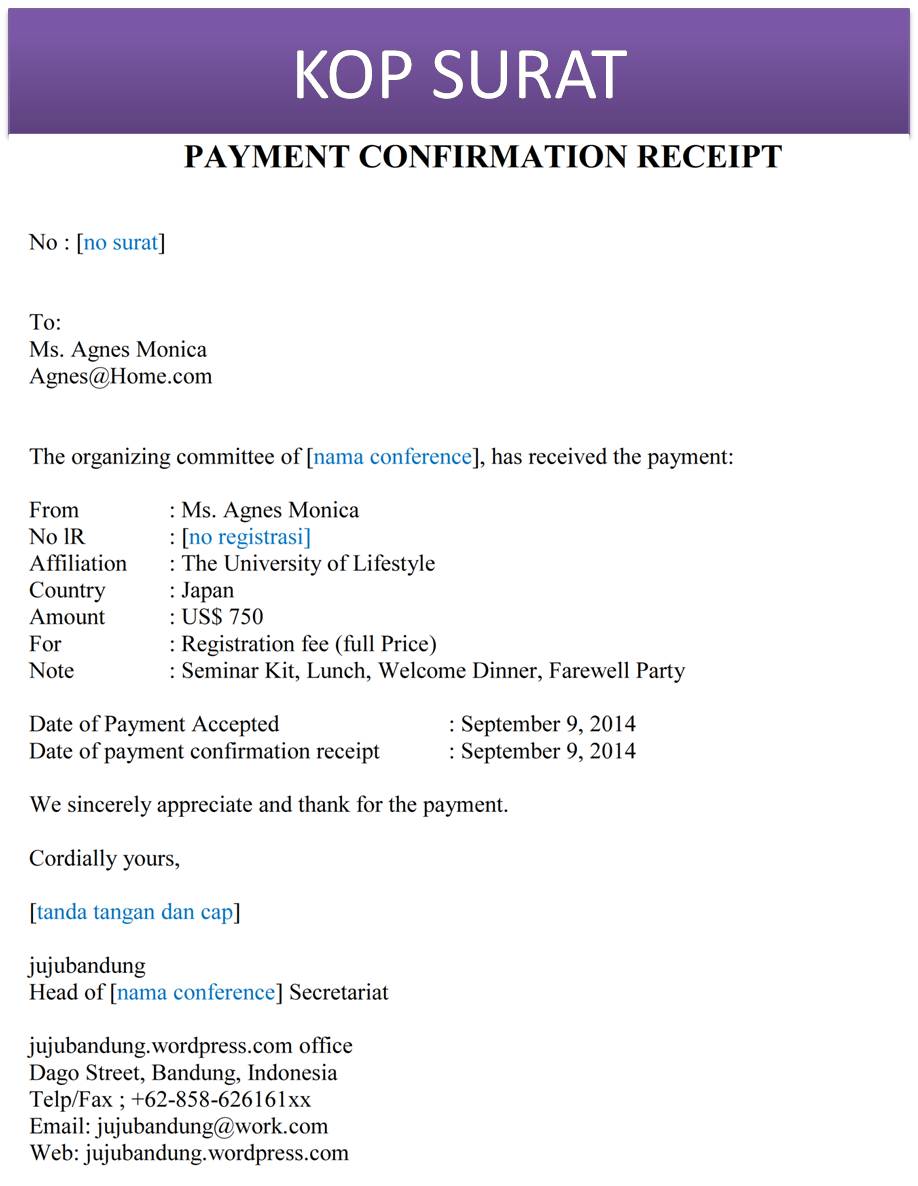 KOP SURAT
PAYMENT CONFIRMATION RECEIPT
No : [no surat]
To:
Ms. Agnes Monica
Agnes@Home.com
The organizing committee of [nama conference], has received the payment:
From : Ms. Agnes Monica
No lR : [no registrasi]
Affiliation : The University of Lifestyle
Country : Japan
Amount : US$ 750
For : Registration fee (full Price)
Note : Seminar Kit, Lunch, Welcome Dinner, Farewell Party
Date of Payment Accepted : September 9, 2014
Date of payment confirmation receipt : September 9, 2014
We sincerely appreciate and thank for the payment.
Cordially yours,
[tanda tangan dan cap]
jujubandung
Head of [nama conference] Secretariat
jujubandung.wordpress.com office
Dago Street, Bandung, Indonesia
Telp/Fax ; +62-858-626161xx
Email: jujubandung@work.com
Web: jujubandung.wordpress.com